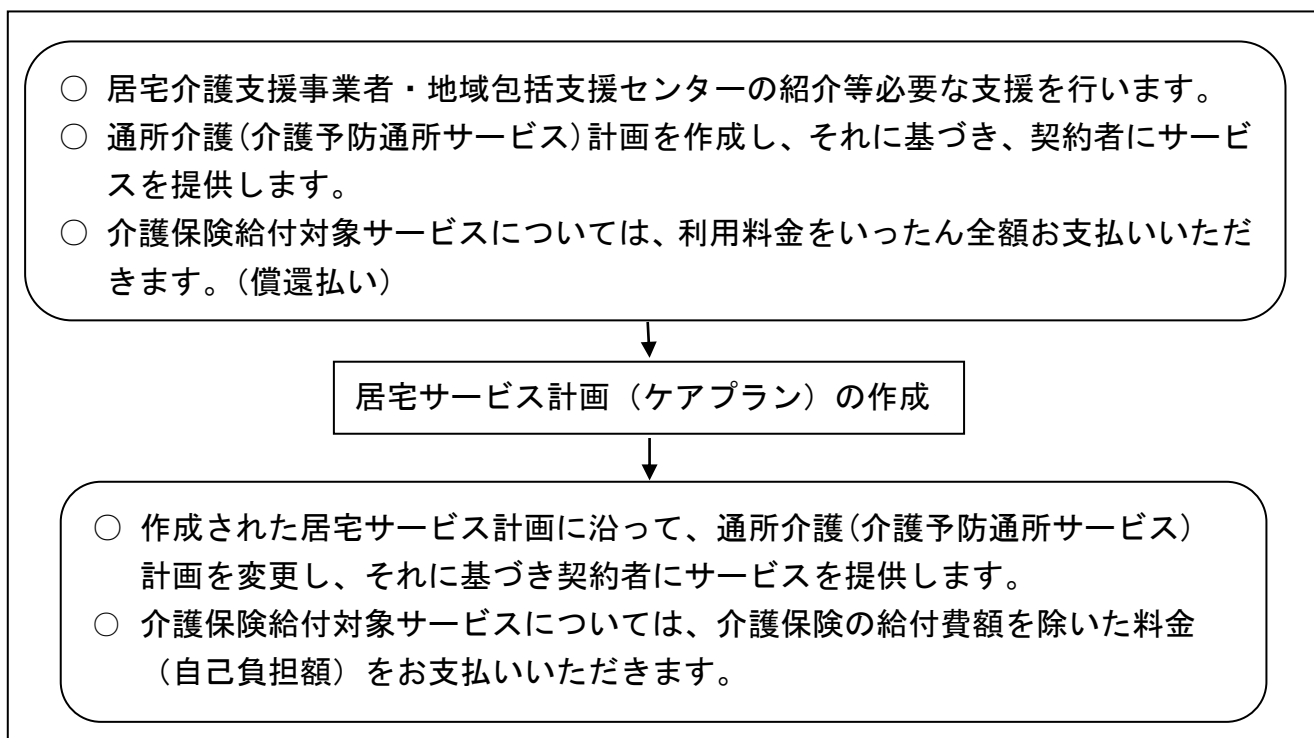 ○ 居宅介護支援事業者・地域包括支援センターの紹介等必要な支援を行います。
○ 通所介護(介護予防通所サービス)計画を作成し、それに基づき、契約者にサービ
スを提供します。
○ 介護保険給付対象サービスについては、利用料金をいったん全額お支払いいただ
きます。(償還払い)
居宅サービス計画（ケアプラン）の作成
○ 作成された居宅サービス計画に沿って、通所介護(介護予防通所サービス)
計画を変更し、それに基づき契約者にサービスを提供します。
○ 介護保険給付対象サービスについては、介護保険の給付費額を除いた料金
（自己負担額）をお支払いいただきます。